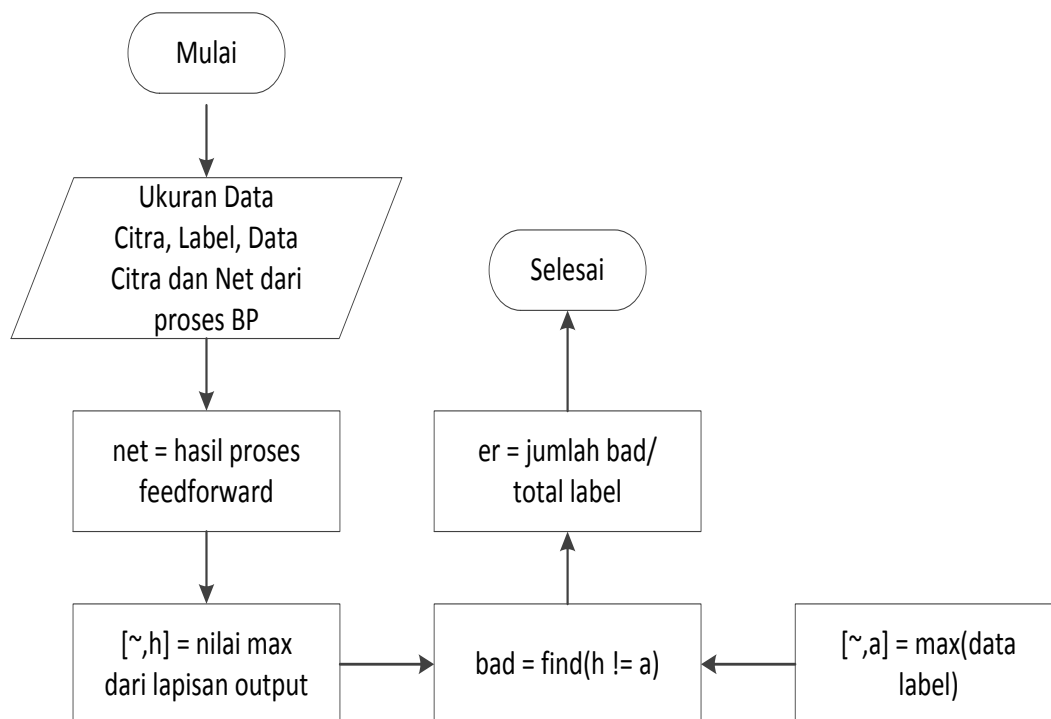 Mulai
Ukuran Data
Citra, Label, Data
Citra dan Net dari
proses BP
net = hasil proses
feedforward
[~,h] = nilai max
dari lapisan output
bad = find(h != a)
[~,a] = max(data
label)
er = jumlah bad/
total label
Selesai